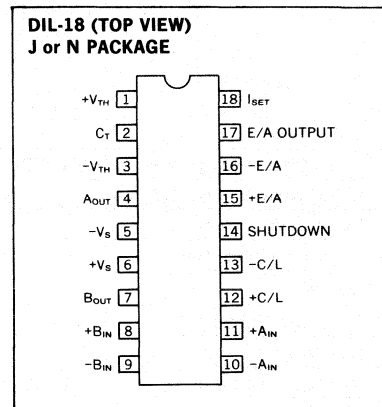 DIL-18 (TOP VIEW)
J or N PACKAGE
+VTH 1 18 ISET
CT 2 17 E/A OUTPUT
−VTH 3 16 −E/A
AOUT 4 15 +E/A
−VS 5 14 SHUTDOWN
+VS 6 13 −C/L
BOUT 7 12 +C/L
+BIN 8 11 +AIN
−BIN 9 10 −AIN